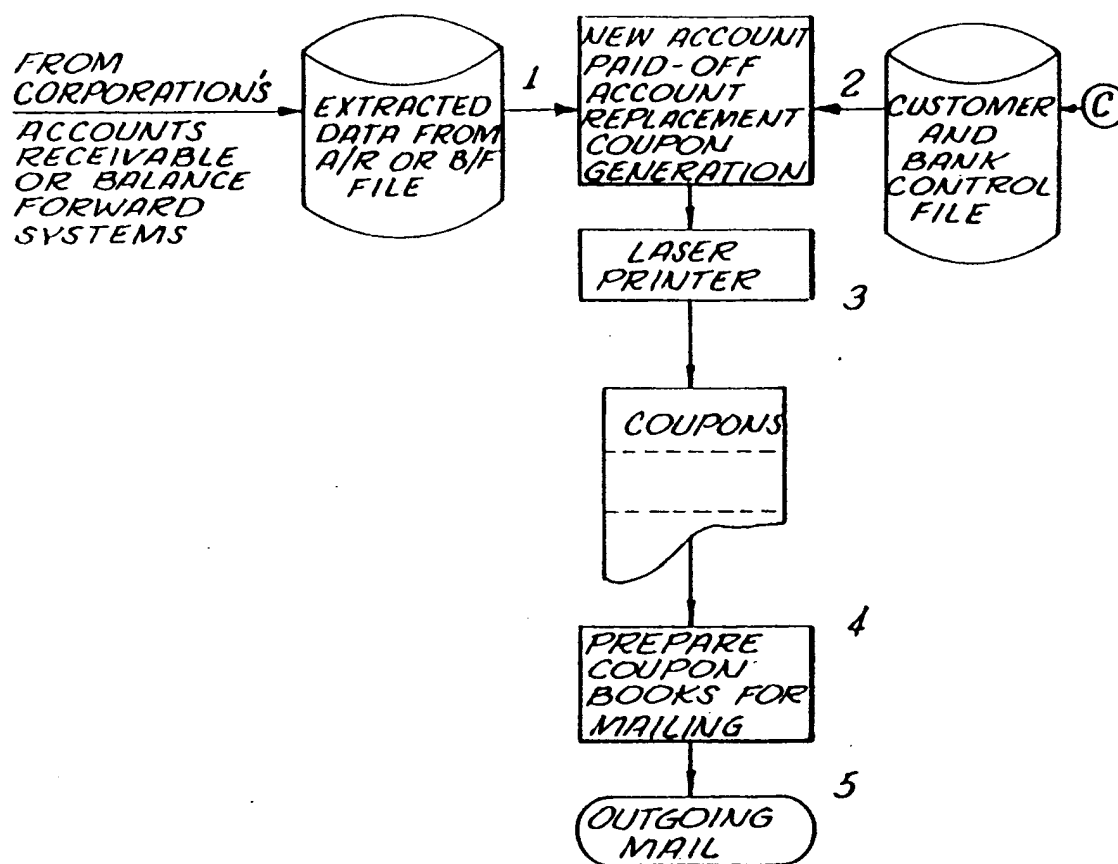 FROM
CORPORATION'S
ACCOUNTS
RECEIVABLE
OR BALANCE
FORWARD
SYSTEMS
EXTRACTED
DATA FROM
A/R OR B/F
FILE
1
NEW ACCOUNT
PAID-OFF
ACCOUNT
REPLACEMENT
COUPON
GENERATION
2
CUSTOMER
AND
BANK
CONTROL
FILE
C
LASER
PRINTER
3
COUPONS
4
PREPARE
COUPON
BOOKS FOR
MAILING
5
OUTGOING
MAIL